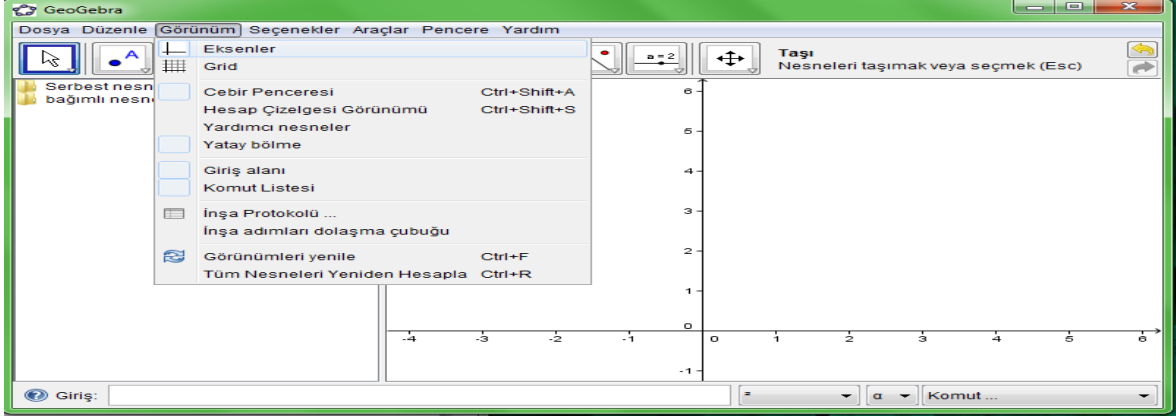 GeoGebra
Dosya Düzenle Görünüm Seçenekler Araçlar Pencere Yardım
A
a = 2
Taşı
Nesneleri taşımak veya seçmek (Esc)
Serbest nesn
bağımlı nesn
Eksenler
Grid
Cebir Penceresi Ctrl+Shift+A
Hesap Çizelgesi Görünümü Ctrl+Shift+S
Yardımcı nesneler
Yatay bölme
Giriş alanı
Komut Listesi
İnşa Protokolü ...
İnşa adımları dolaşma çubuğu
Görünümleri yenile Ctrl+F
Tüm Nesneleri Yeniden Hesapla Ctrl+R
6
5
4
3
2
1
0
-1
-4 -3 -2 -1 0 1 2 3 4 5 6
Giriş: α Komut ...